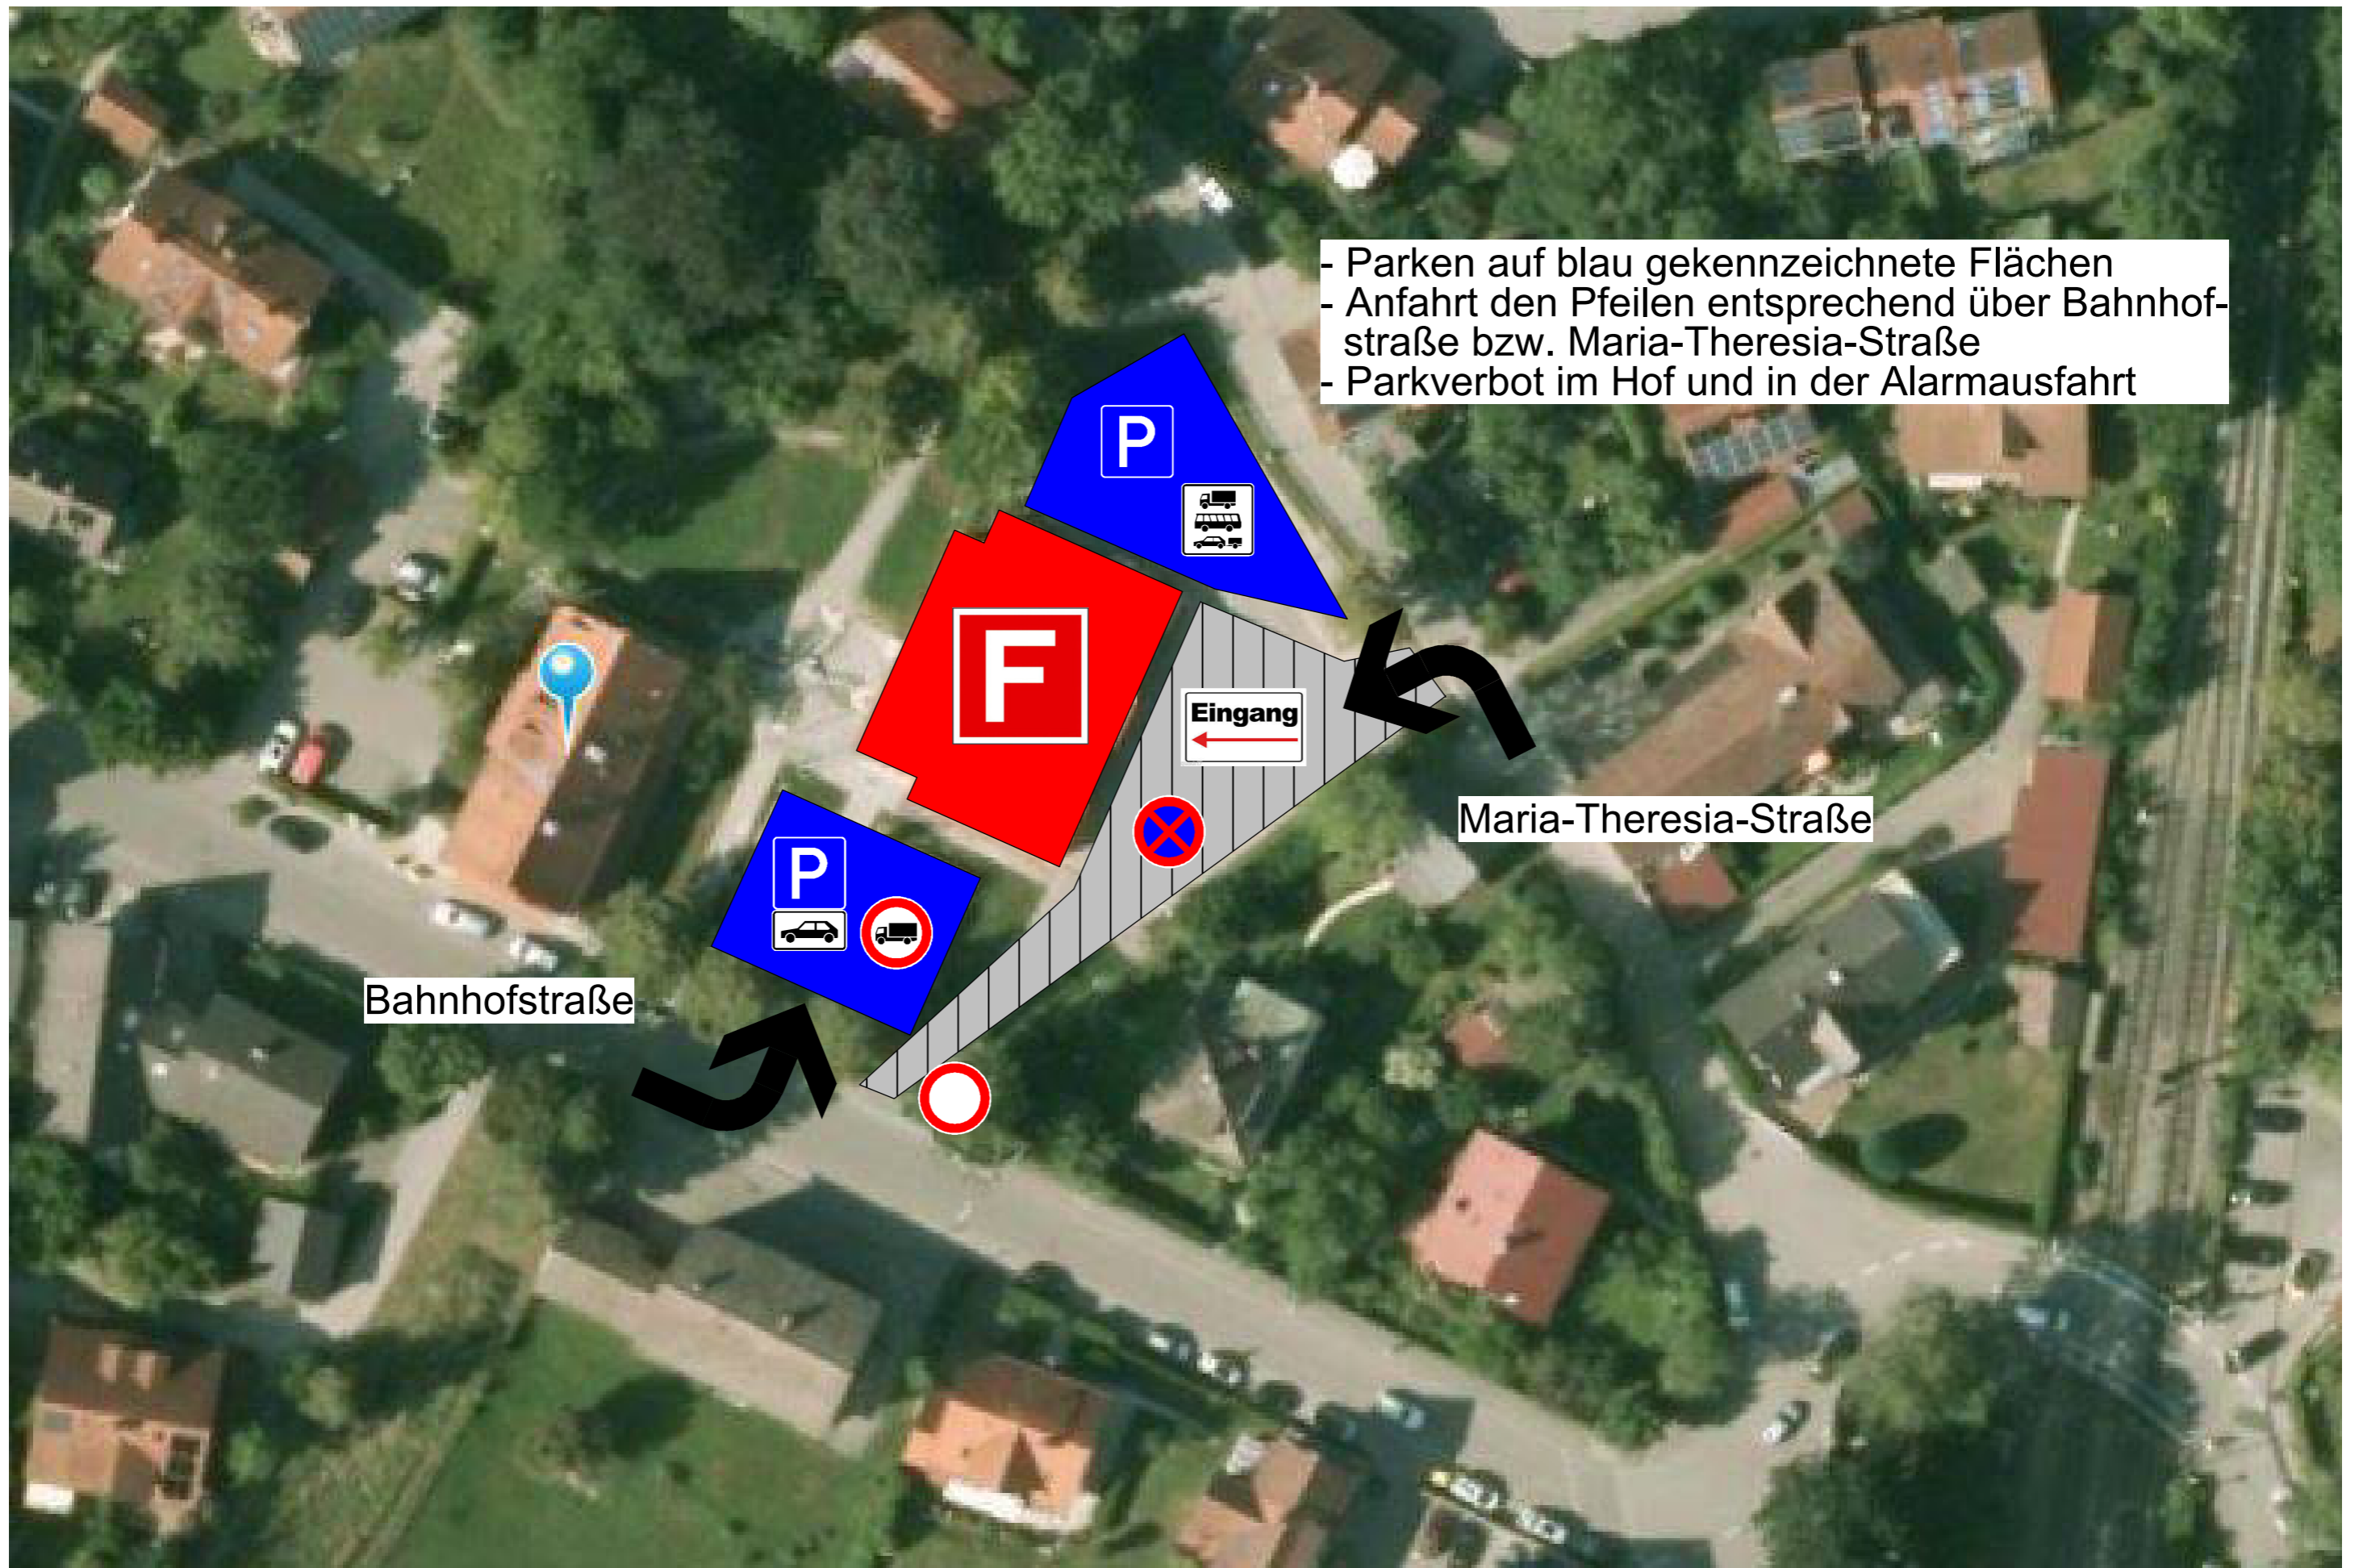 - Parken auf blau gekennzeichnete Flächen
- Anfahrt den Pfeilen entsprechend über Bahnhof-
straße bzw. Maria-Theresia-Straße
- Parkverbot im Hof und in der Alarmausfahrt
P
F
Eingang
Maria-Theresia-Straße
P
Bahnhofstraße